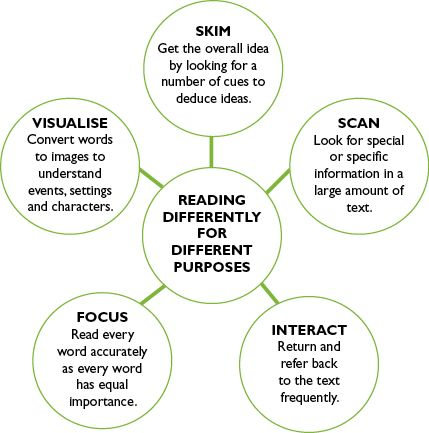 SKIM
Get the overall idea
by looking for a
number of cues to
deduce ideas.
VISUALISE
Convert words
to images to
understand
events, settings
and characters.
SCAN
Look for special
or specific
information in a
large amount of
text.
READING
DIFFERENTLY
FOR
DIFFERENT
PURPOSES
FOCUS
Read every
word accurately
as every word
has equal
importance.
INTERACT
Return and
refer back
to the text
frequently.